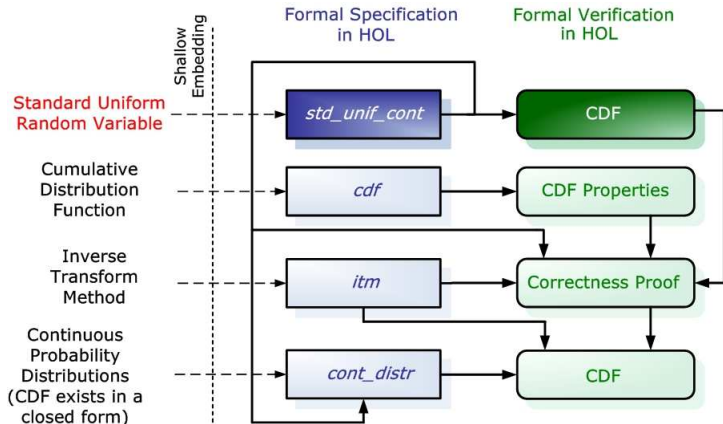 Formal Specification
in HOL
Formal Verification
in HOL
Shallow
Embedding
Standard Uniform
Random Variable
std_unif_cont
CDF
Cumulative
Distribution
Function
cdf
CDF Properties
Inverse
Transform
Method
itm
Correctness Proof
Continuous
Probability
Distributions
(CDF exists in a
closed form)
cont_distr
CDF